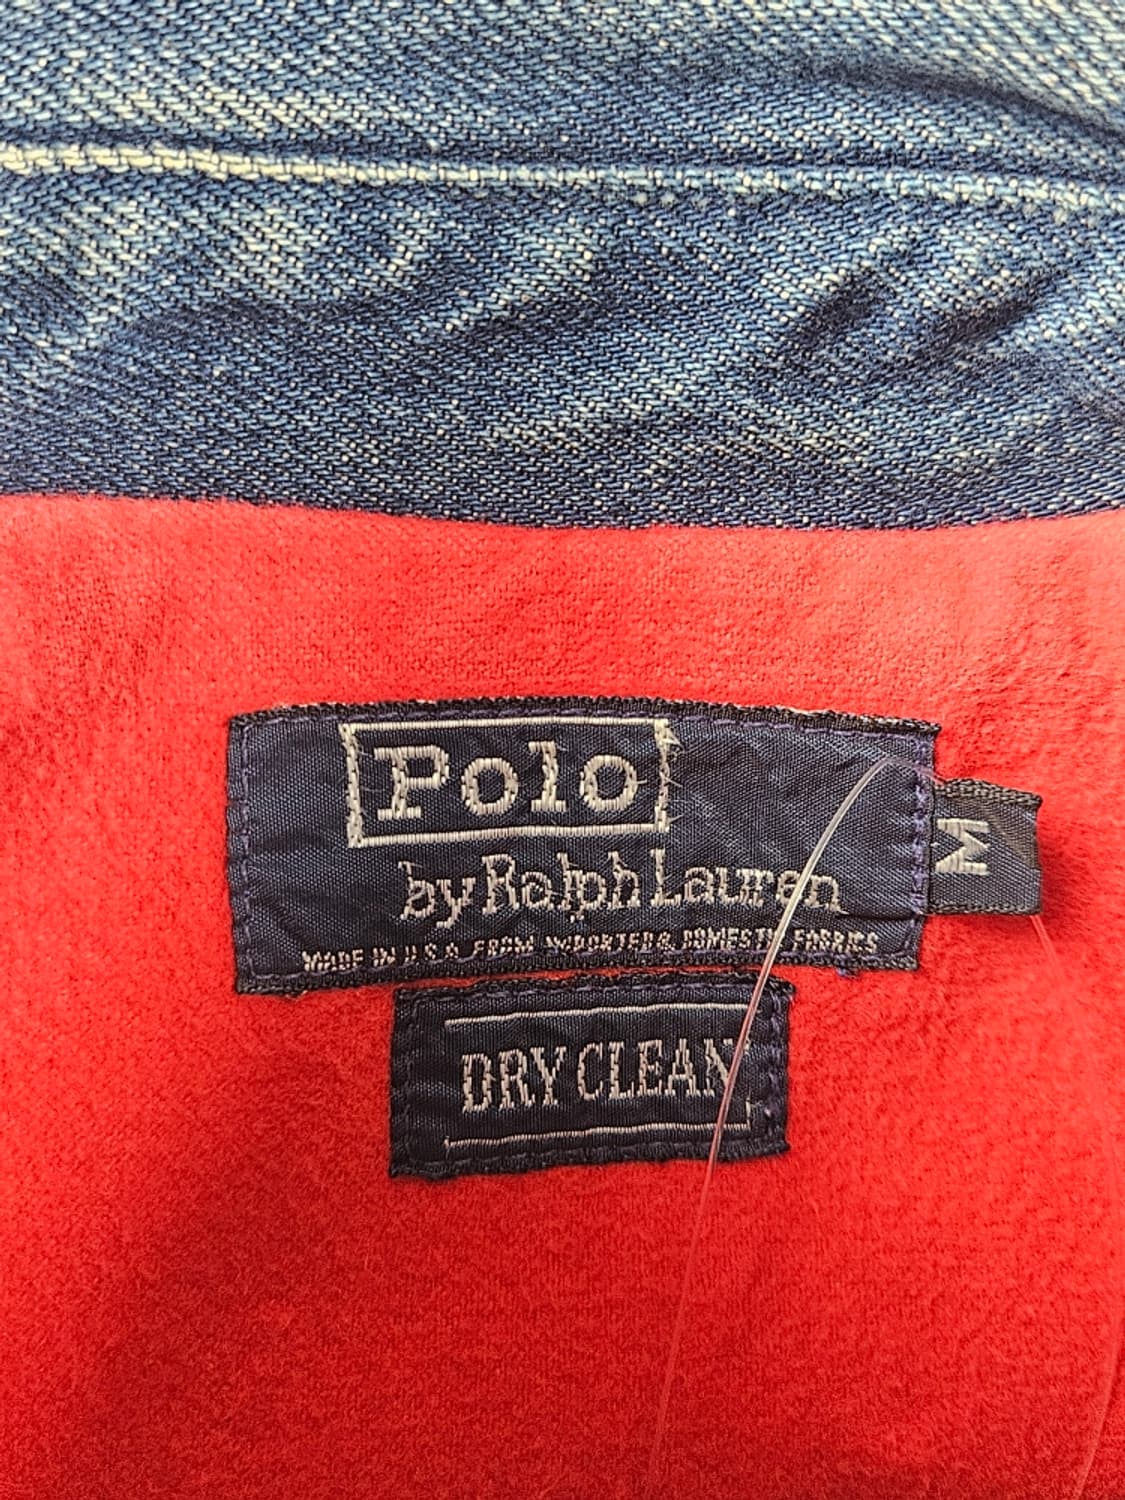 Polo
by Ralph Lauren
M
MADE IN U.S.A. FROM IMPORTED & DOMESTIC FABRICS
DRY CLEAN